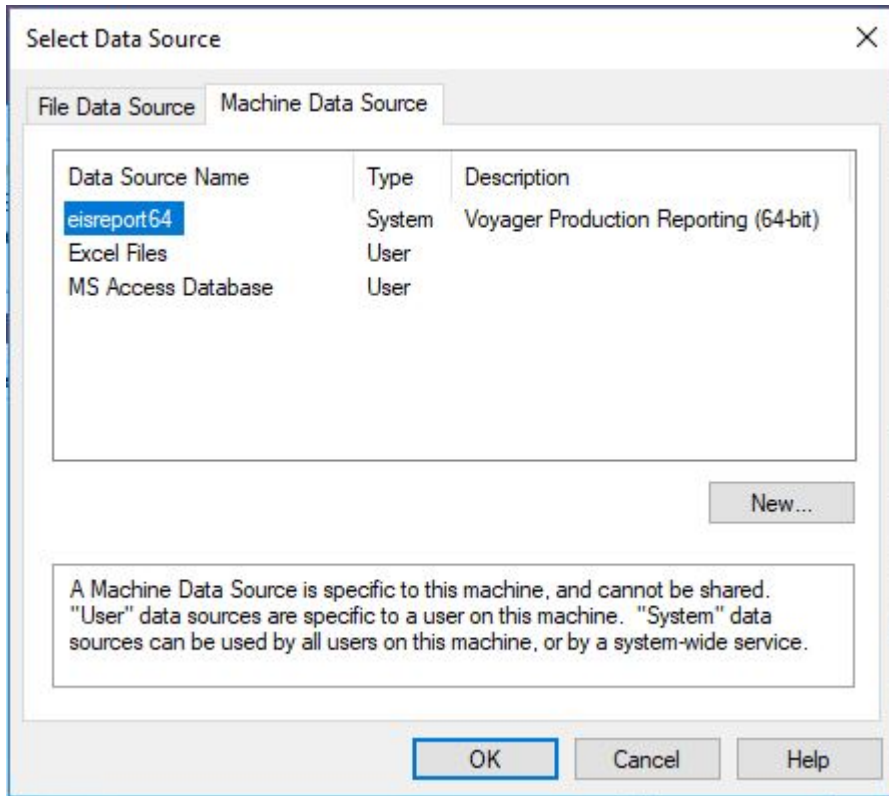 Select Data Source
File Data Source Machine Data Source
Data Source Name Type Description
eisreport64 System Voyager Production Reporting (64-bit)
Excel Files User
MS Access Database User
New...
A Machine Data Source is specific to this machine, and cannot be shared.
"User" data sources are specific to a user on this machine. "System" data
sources can be used by all users on this machine, or by a system-wide service.
OK Cancel Help